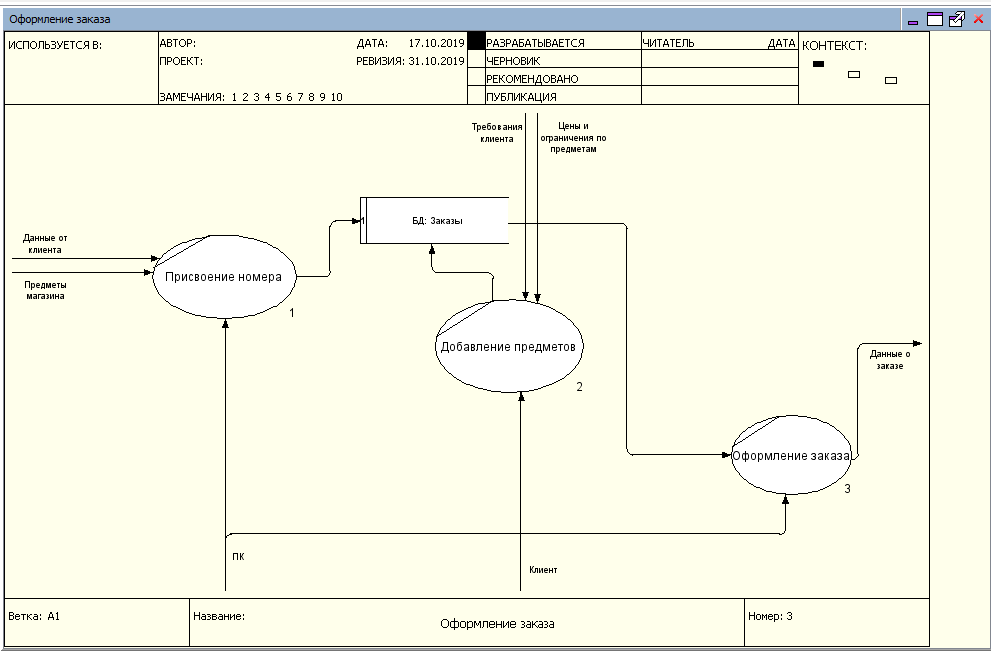 Оформление заказа
ИСПОЛЬЗУЕТСЯ В:
АВТОР:
ДАТА: 17.10.2019
ПРОЕКТ:
РЕВИЗИЯ: 31.10.2019
ЗАМЕЧАНИЯ: 1 2 3 4 5 6 7 8 9 10
РАЗРАБАТЫВАЕТСЯ
ЧЕРНОВИК
РЕКОМЕНДОВАНО
ПУБЛИКАЦИЯ
ЧИТАТЕЛЬ
ДАТА
КОНТЕКСТ:
Требования
клиента
Цены и
ограничения по
предметам
1
БД: Заказы
Данные от
клиента
Предметы
магазина
Присвоение номера
1
Добавление предметов
2
Данные о
заказе
Оформление заказа
3
ПК
Клиент
Ветка: А1
Название:
Оформление заказа
Номер: 3